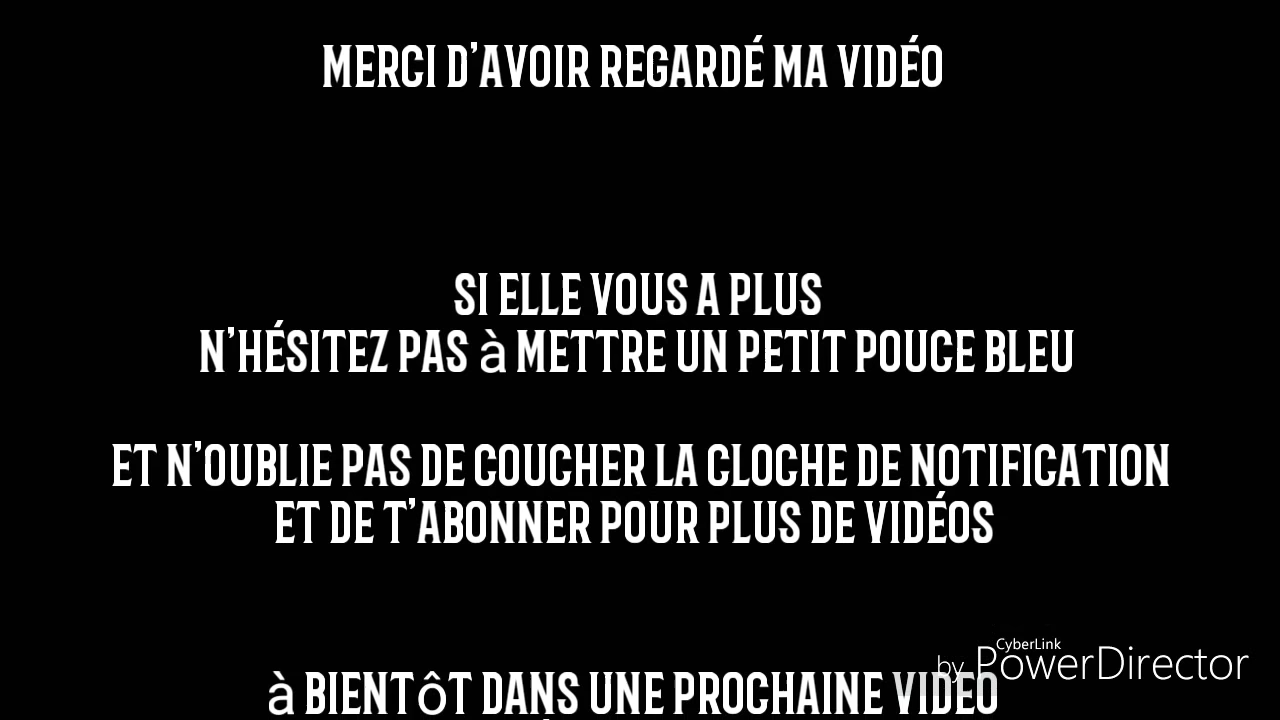 MERCI D'AVOIR REGARDÉ MA VIDÉO
SI ELLE VOUS A PLUS
N'HÉSITEZ PAS à METTRE UN PETIT POUCE BLEU
ET N'OUBLIE PAS DE COUCHER LA CLOCHE DE NOTIFICATION
ET DE T'ABONNER POUR PLUS DE VIDÉOS
CyberLink
by PowerDirector
à BIENTôT DANS UNE PROCHAINE VIDEO